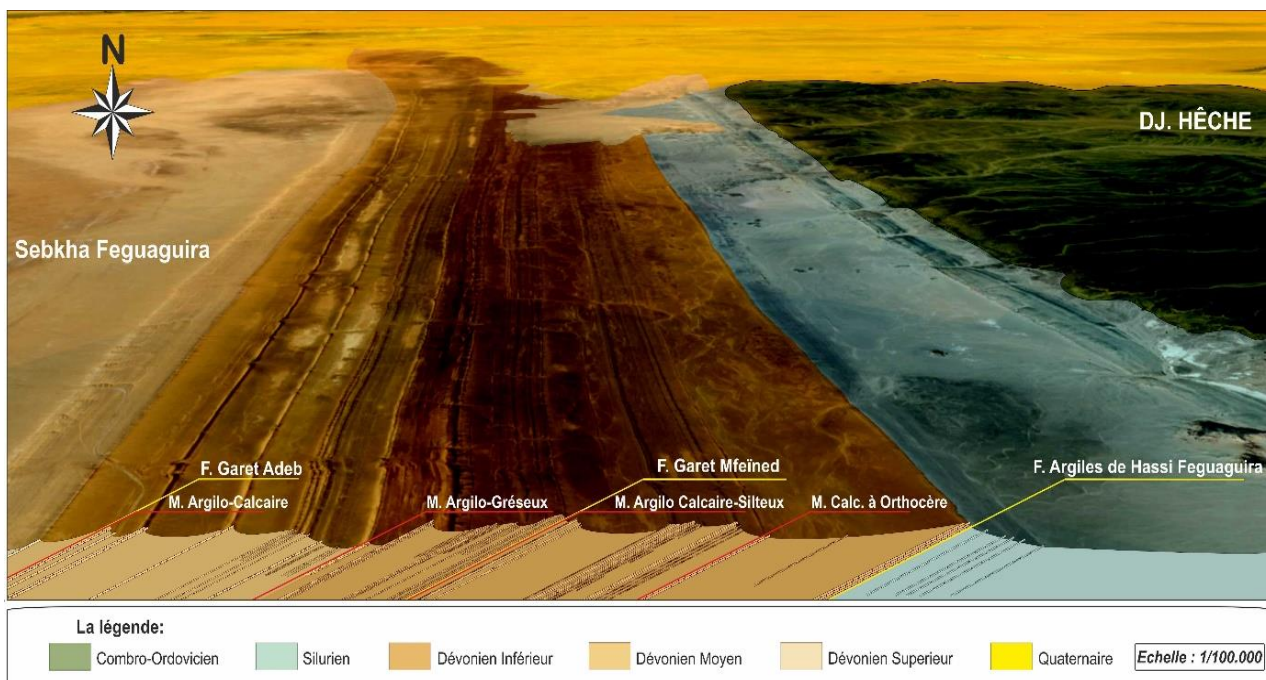 N
DJ. HÊCHE
Sebkha Feguaguira
F. Garet Adeb
F. Garet Mfeïned
F. Argiles de Hassi Feguaguira
M. Argilo-Calcaire
M. Argilo-Gréseux
M. Argilo Calcaire-Silteux
M. Calc. à Orthocère
La légende:
Combro-Ordovicien
Silurien
Dévonien Inférieur
Dévonien Moyen
Dévonien Superieur
Quaternaire
Echelle : 1/100.000